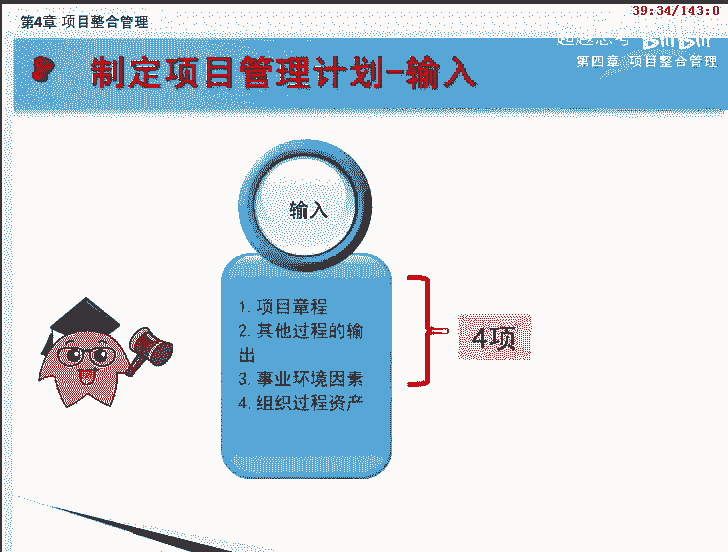 39:34/143:0
第4章 项目整合管理
第四章 项目整合管理
制定项目管理计划-输入
输入
1. 项目章程
2. 其他过程的输
出
3. 事业环境因素
4. 组织过程资产
4项